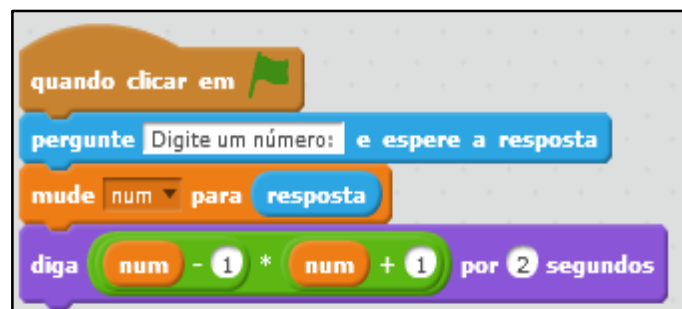 quando clicar em
pergunte Digite um número: e espere a resposta
mude num para resposta
diga num - 1 * num + 1 por 2 segundos